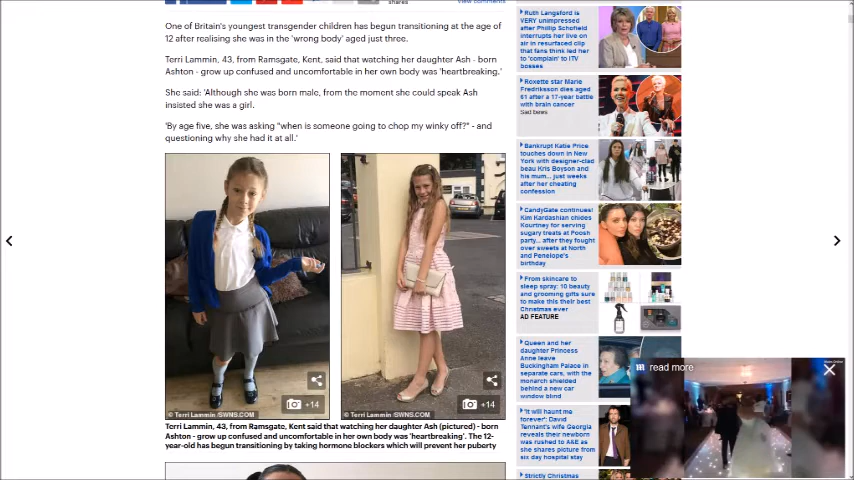 shares
View comments
One of Britain's youngest transgender children has begun transitioning at the age of
12 after realising she was in the 'wrong body' aged just three.
Terri Lammin, 43, from Ramsgate, Kent, said that watching her daughter Ash - born
Ashton - grow up confused and uncomfortable in her own body was 'heartbreaking.'
She said: 'Although she was born male, from the moment she could speak Ash
insisted she was a girl.
'By age five, she was asking "when is someone going to chop my winky off?" - and
questioning why she had it at all.'
+14
© Terri Lammin/SWNS.COM
+14
© Terri Lammin/SWNS.COM
Terri Lammin, 43, from Ramsgate, Kent said that watching her daughter Ash (pictured) - born
Ashton - grow up confused and uncomfortable in her own body was 'heartbreaking'. The 12-
year-old has begun transitioning by taking hormone blockers which will prevent her puberty
Ruth Langsford is
VERY unimpressed
after Phillip Schofield
interrupts her live on
air in resurfaced clip
that fans think led her
to 'complain' to ITV
bosses
Roxette star Marie
Fredriksson dies aged
61 after a 17-year battle
with brain cancer
Sad news
Bankrupt Katie Price
touches down in New
York with designer-clad
beau Kris Boyson and
his mum... just weeks
after her cheating
confession
CandyGate continues!
Kim Kardashian chides
Kourtney for serving
sugary treats at Poosh
party... after they fought
over sweets at North
and Penelope's
birthday
From skincare to
sleep spray: 10 beauty
and grooming gifts sure
to make this their best
Christmas ever
AD FEATURE
Queen and her
daughter Princess
Anne leave
Buckingham Palace in
separate cars, with the
monarch shielded
behind a new car
window blind
'It will haunt me
forever': David
Tennant's wife Georgia
reveals their newborn
was rushed to A&E as
she shares picture from
six day hospital stay
Strictly Christmas
read more